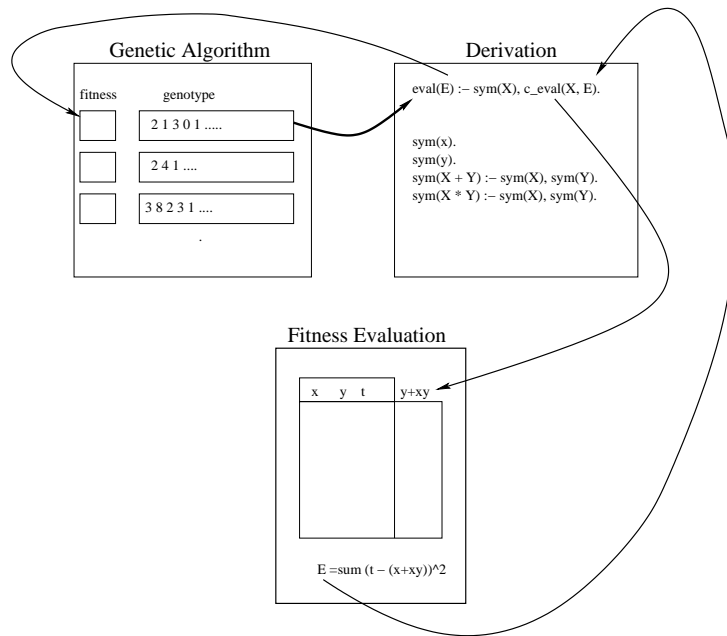 Genetic Algorithm
fitness genotype
2 1 3 0 1 .....
2 4 1 ....
3 8 2 3 1 ....
.
Derivation
eval(E) :– sym(X), c_eval(X, E).
sym(x).
sym(y).
sym(X + Y) :– sym(X), sym(Y).
sym(X * Y) :– sym(X), sym(Y).
Fitness Evaluation
x y t y+xy
E =sum (t – (x+xy))^2